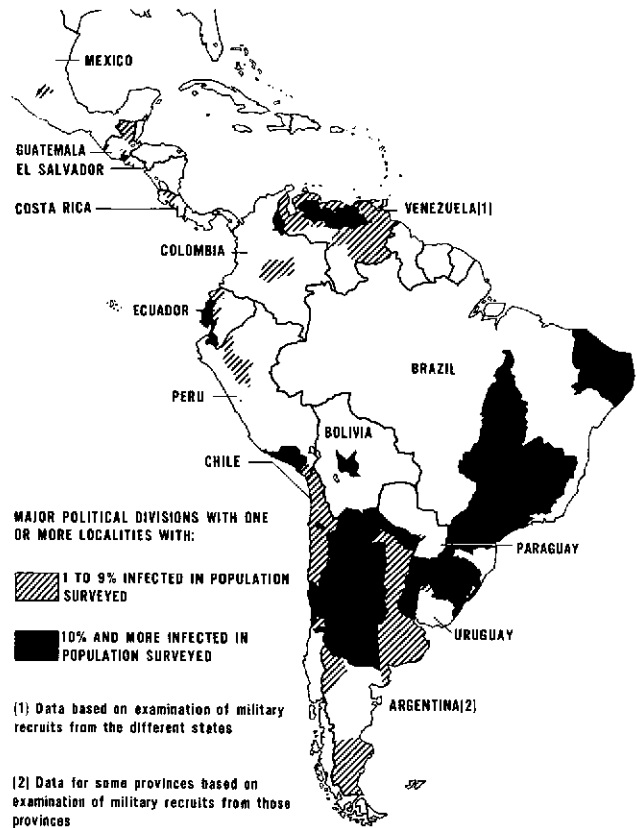 MEXICO
GUATEMALA
EL SALVADOR
COSTA RICA
VENEZUELA(1)
COLOMBIA
ECUADOR
BRAZIL
PERU
BOLIVIA
CHILE
MAJOR POLITICAL DIVISIONS WITH ONE
OR MORE LOCALITIES WITH:
PARAGUAY
1 TO 9% INFECTED IN POPULATION
SURVEYED
URUGUAY
10% AND MORE INFECTED IN
POPULATION SURVEYED
ARGENTINA(2)
(1) Data based on examination of military
recruits from the different states
(2) Data for some provinces based on
examination of military recruits from those
provinces